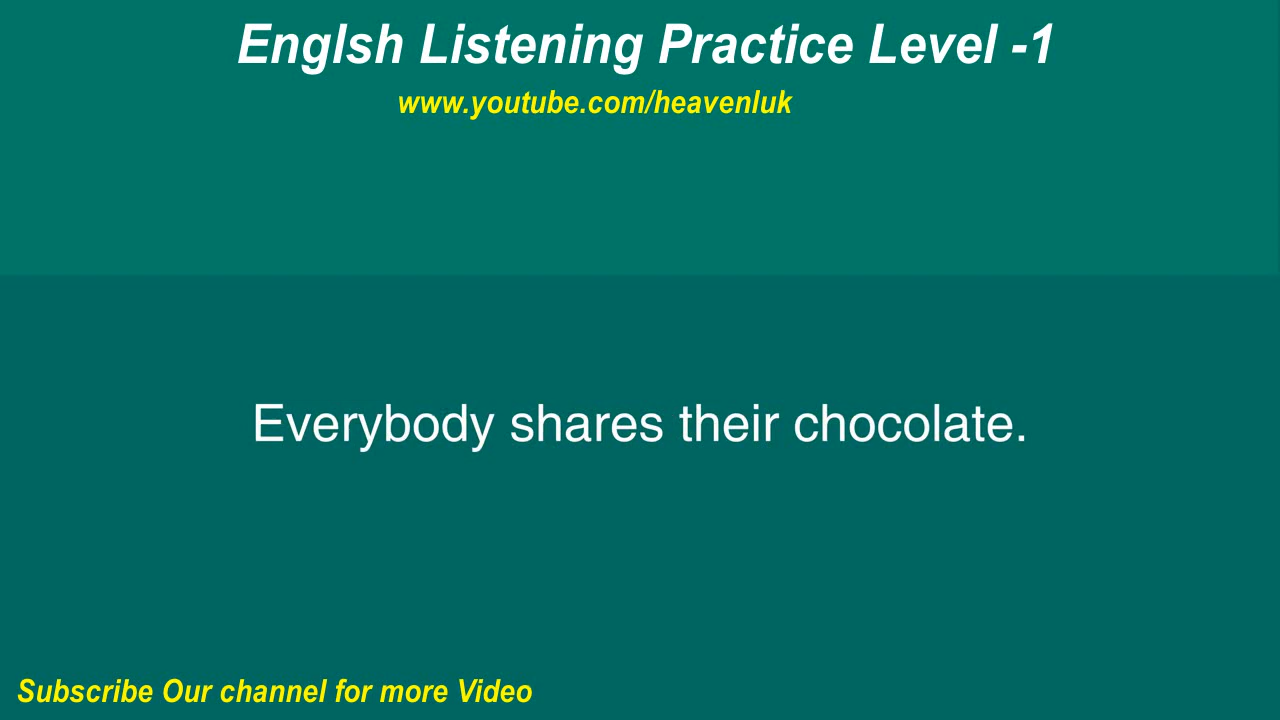 Englsh Listening Practice Level -1
www.youtube.com/heavenluk
Everybody shares their chocolate.
Subscribe Our channel for more Video